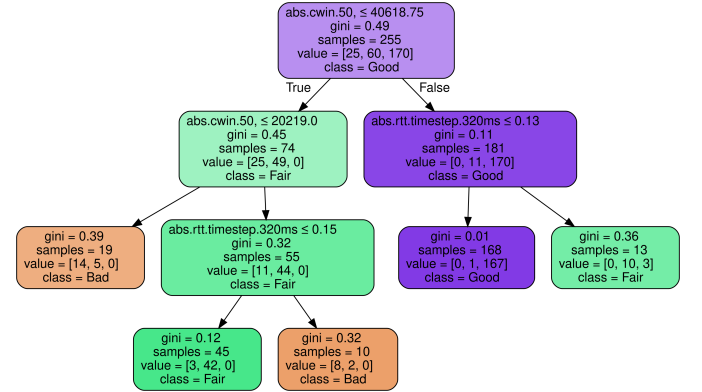 abs.cwin.50, ≤ 40618.75
gini = 0.49
samples = 255
value = [25, 60, 170]
class = Good
True
False
abs.cwin.50, ≤ 20219.0
gini = 0.45
samples = 74
value = [25, 49, 0]
class = Fair
abs.rtt.timestep.320ms ≤ 0.13
gini = 0.11
samples = 181
value = [0, 11, 170]
class = Good
gini = 0.39
samples = 19
value = [14, 5, 0]
class = Bad
abs.rtt.timestep.320ms ≤ 0.15
gini = 0.32
samples = 55
value = [11, 44, 0]
class = Fair
gini = 0.01
samples = 168
value = [0, 1, 167]
class = Good
gini = 0.36
samples = 13
value = [0, 10, 3]
class = Fair
gini = 0.12
samples = 45
value = [3, 42, 0]
class = Fair
gini = 0.32
samples = 10
value = [8, 2, 0]
class = Bad